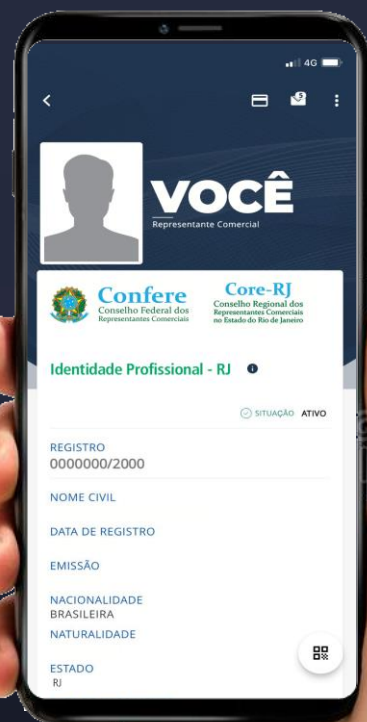 4G
5
VOCÊ
Representante Comercial
Confere
Conselho Federal dos
Representantes Comerciais
Core-RJ
Conselho Regional dos
Representantes Comerciais
no Estado do Rio de Janeiro
Identidade Profissional - RJ
SITUAÇÃO ATIVO
REGISTRO
0000000/2000
NOME CIVIL
DATA DE REGISTRO
EMISSÃO
NACIONALIDADE
BRASILEIRA
NATURALIDADE
ESTADO
RJ